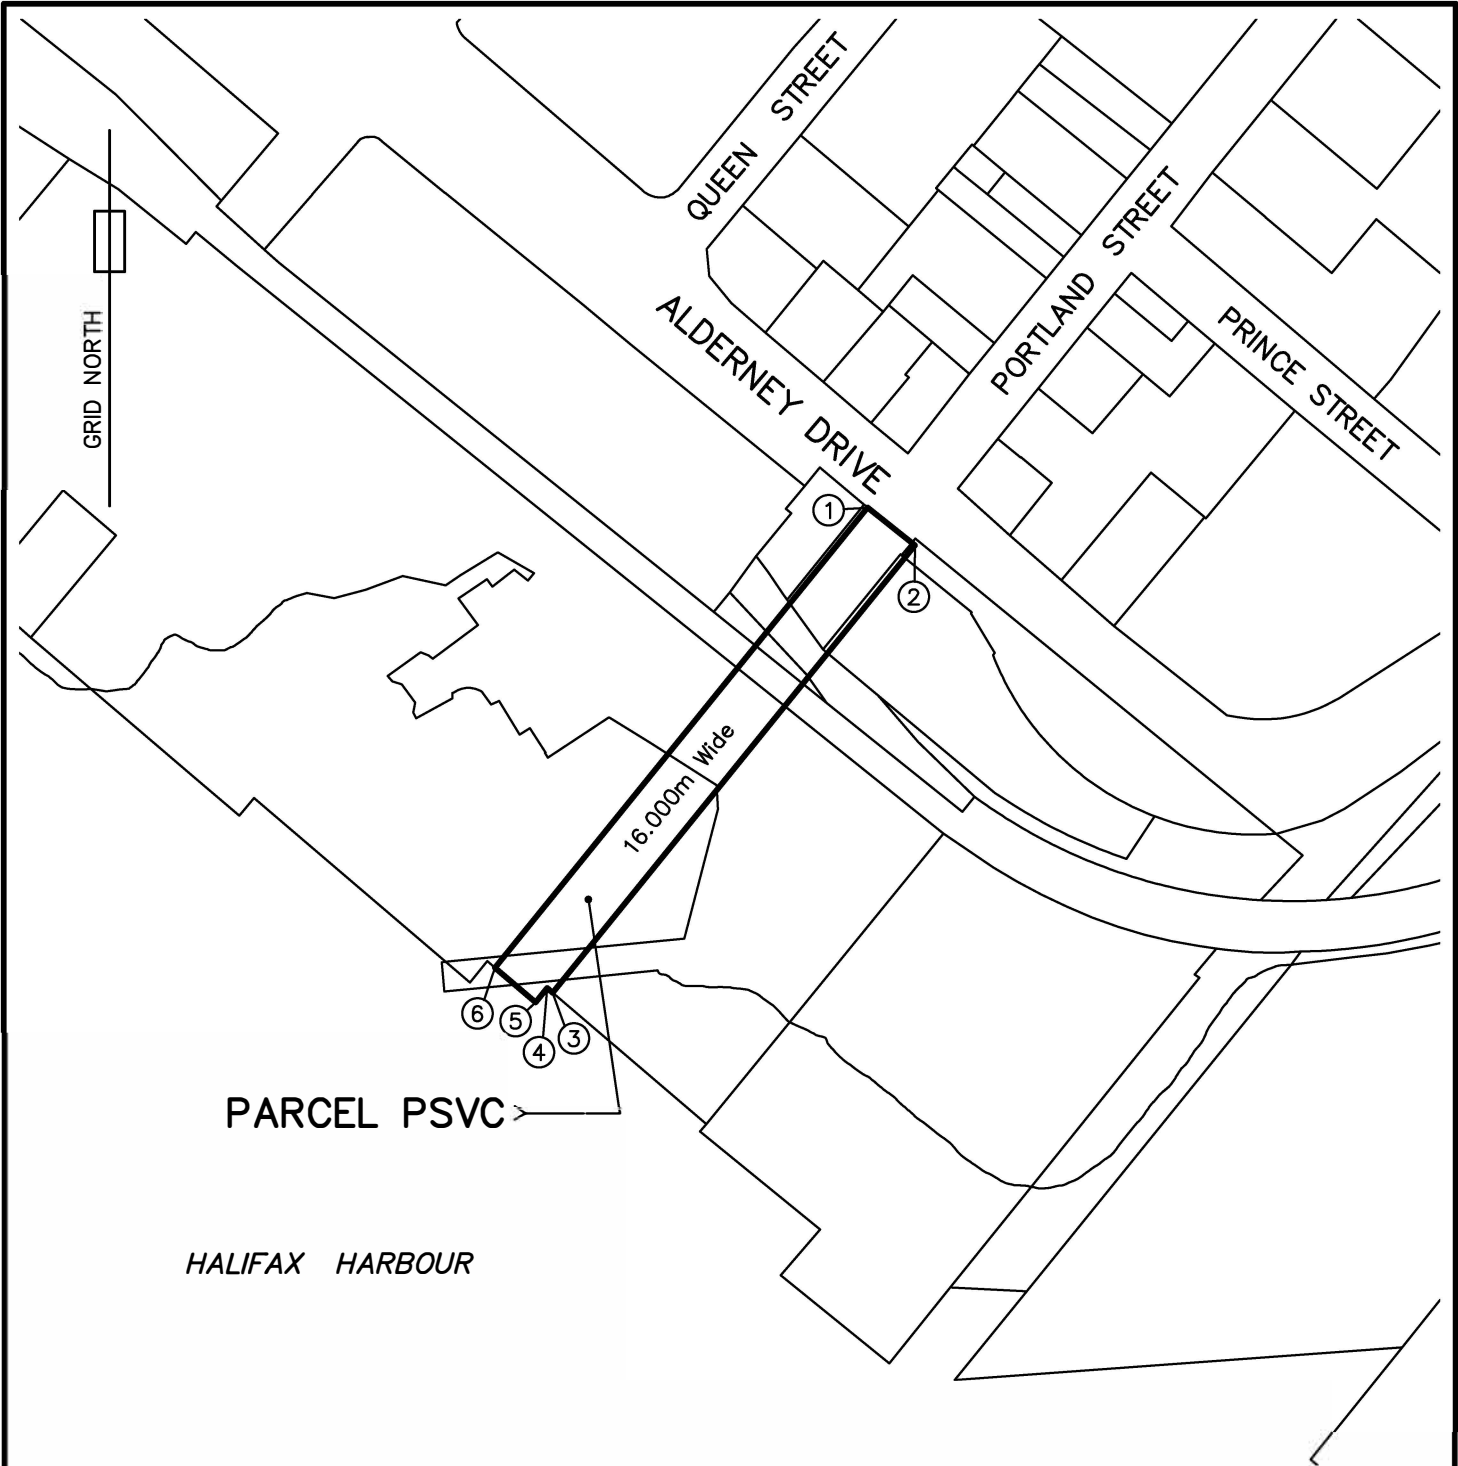 QUEEN STREET
PORTLAND STREET
PRINCE STREET
ALDERNEY DRIVE
GRID NORTH
1
2
16.000m Wide
6
5
4
3
PARCEL PSVC
HALIFAX HARBOUR